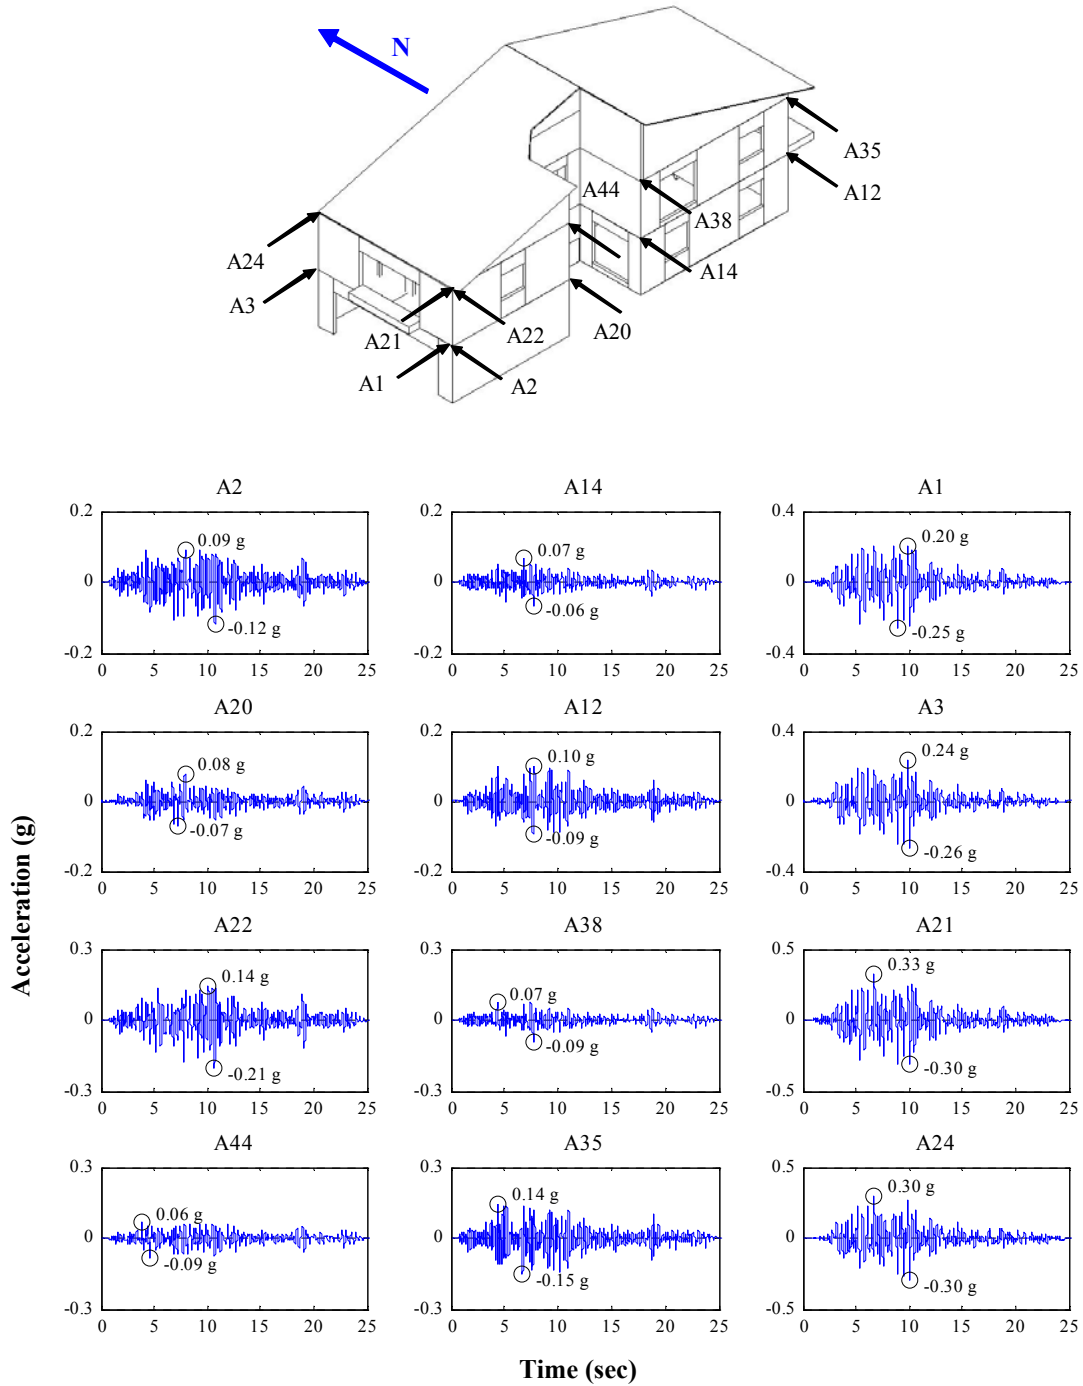 N
A35
A12
A44
A38
A14
A24
A3
A21
A22
A20
A1
A2
Acceleration (g)
A2
0.2
0
-0.2
0.09 g
-0.12 g
0 5 10 15 20 25
A14
0.2
0
-0.2
0.07 g
-0.06 g
0 5 10 15 20 25
A1
0.4
0
-0.4
0.20 g
-0.25 g
0 5 10 15 20 25
A20
0.2
0
-0.2
0.08 g
-0.07 g
0 5 10 15 20 25
A12
0.2
0
-0.2
0.10 g
-0.09 g
0 5 10 15 20 25
A3
0.4
0
-0.4
0.24 g
-0.26 g
0 5 10 15 20 25
A22
0.3
0
-0.3
0.14 g
-0.21 g
0 5 10 15 20 25
A38
0.3
0
-0.3
0.07 g
-0.09 g
0 5 10 15 20 25
A21
0.5
0
-0.5
0.33 g
-0.30 g
0 5 10 15 20 25
A44
0.3
0
-0.3
0.06 g
-0.09 g
0 5 10 15 20 25
A35
0.3
0
-0.3
0.14 g
-0.15 g
0 5 10 15 20 25
A24
0.5
0
-0.5
0.30 g
-0.30 g
0 5 10 15 20 25
Time (sec)